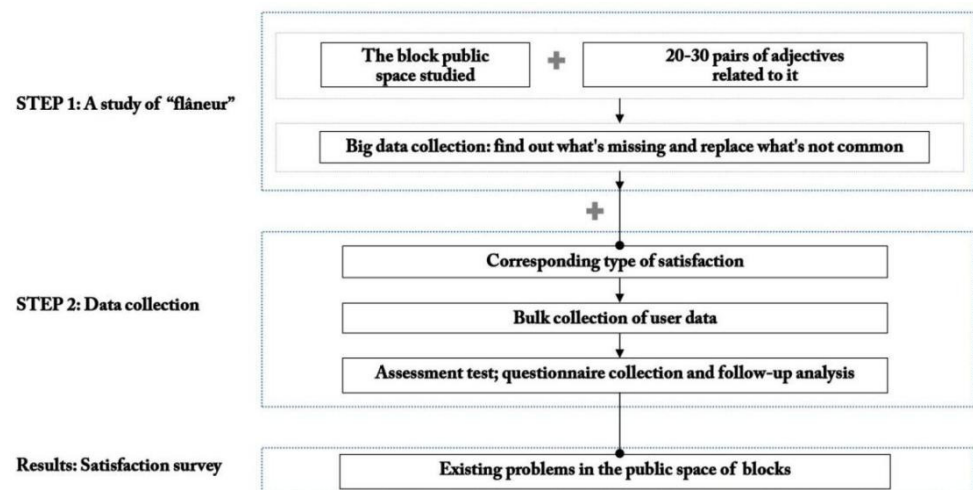 The block public
space studied
20-30 pairs of adjectives
related to it
STEP 1: A study of “flâneur”
Big data collection: find out what's missing and replace what's not common
Corresponding type of satisfaction
STEP 2: Data collection
Bulk collection of user data
Assessment test; questionnaire collection and follow-up analysis
Results: Satisfaction survey
Existing problems in the public space of blocks